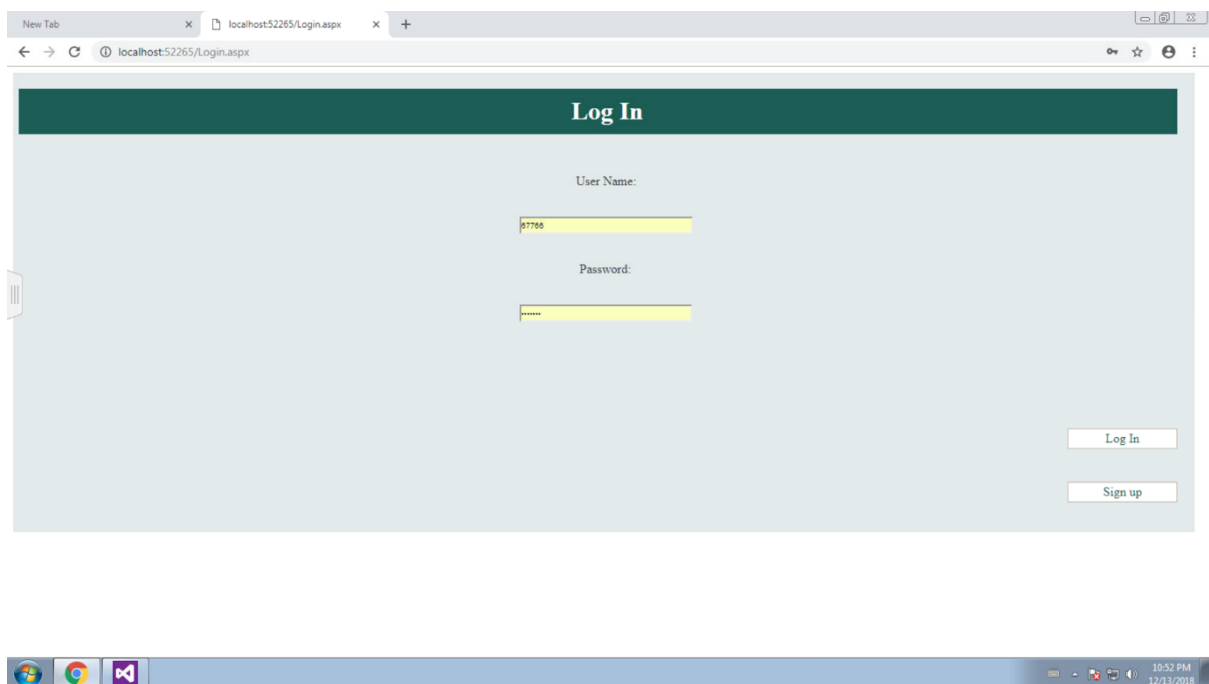 New Tab
localhost:52265/Login.aspx
localhost:52265/Login.aspx
Log In
User Name:
67766
Password:
•••••••
Log In
Sign up
10:52 PM
12/13/2018